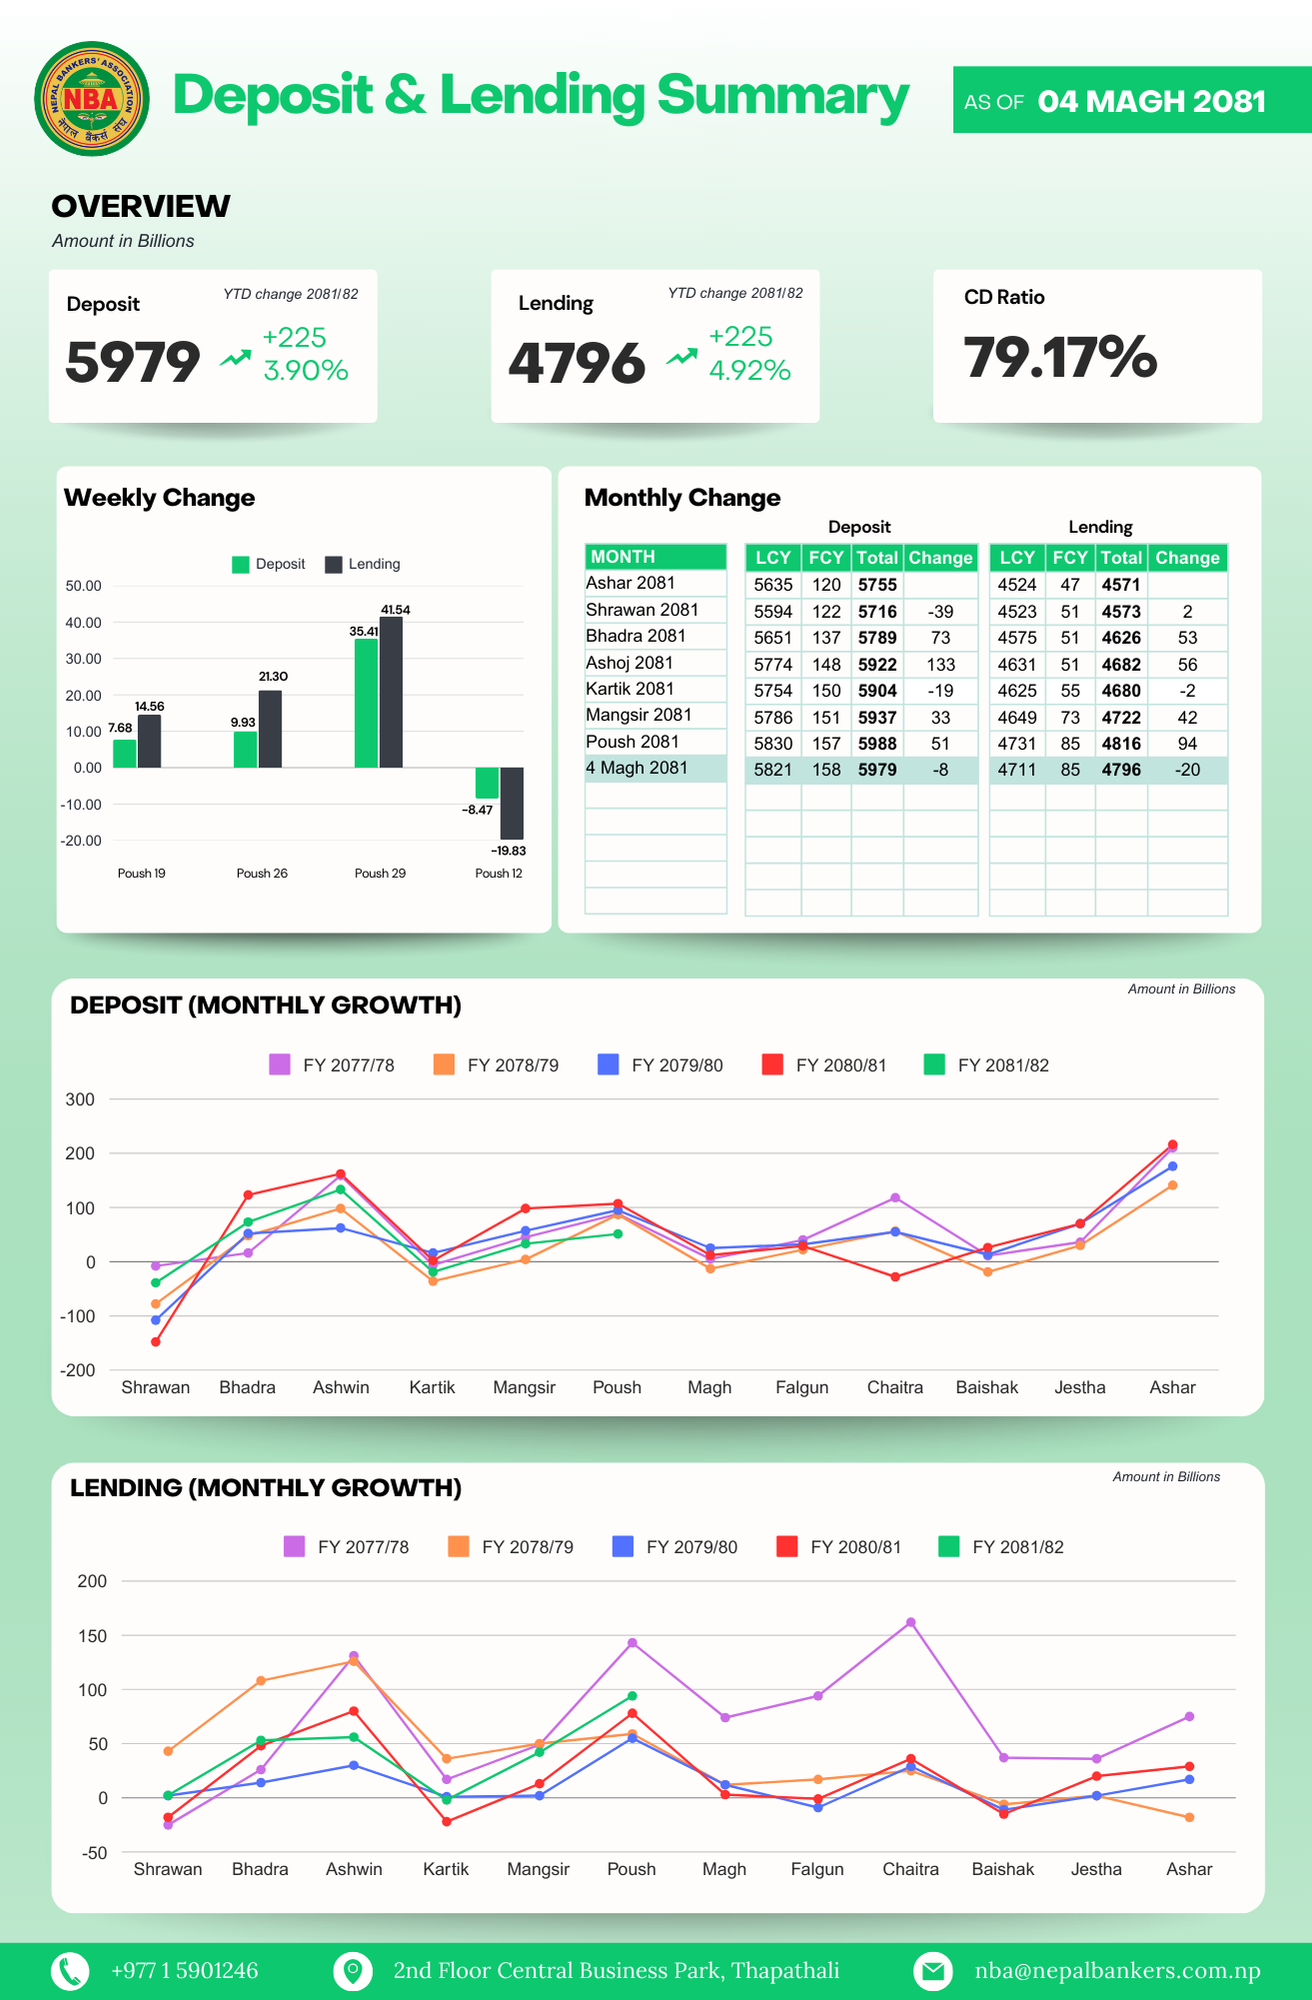 NEPAL BANKERS' ASSOCIATION
NBA
नेपाल बैंकर्स संघ
Deposit & Lending Summary
AS OF 04 MAGH 2081
OVERVIEW
Amount in Billions
Deposit
YTD change 2081/82
5979
+225
3.90%
Lending
YTD change 2081/82
4796
+225
4.92%
CD Ratio
79.17%
Weekly Change
Deposit Lending
50.00
40.00
30.00
20.00
10.00
0.00
-10.00
-20.00
7.68
14.56
9.93
21.30
35.41
41.54
-8.47
-19.83
Poush 19 Poush 26 Poush 29 Poush 12
Monthly Change
Deposit Lending
MONTH LCY FCY Total Change LCY FCY Total Change
Ashar 2081 5635 120 5755 4524 47 4571
Shrawan 2081 5594 122 5716 -39 4523 51 4573 2
Bhadra 2081 5651 137 5789 73 4575 51 4626 53
Ashoj 2081 5774 148 5922 133 4631 51 4682 56
Kartik 2081 5754 150 5904 -19 4625 55 4680 -2
Mangsir 2081 5786 151 5937 33 4649 73 4722 42
Poush 2081 5830 157 5988 51 4731 85 4816 94
4 Magh 2081 5821 158 5979 -8 4711 85 4796 -20
DEPOSIT (MONTHLY GROWTH)
Amount in Billions
FY 2077/78 FY 2078/79 FY 2079/80 FY 2080/81 FY 2081/82
300
200
100
0
-100
-200
Shrawan Bhadra Ashwin Kartik Mangsir Poush Magh Falgun Chaitra Baishak Jestha Ashar
LENDING (MONTHLY GROWTH)
Amount in Billions
FY 2077/78 FY 2078/79 FY 2079/80 FY 2080/81 FY 2081/82
200
150
100
50
0
-50
Shrawan Bhadra Ashwin Kartik Mangsir Poush Magh Falgun Chaitra Baishak Jestha Ashar
+977 1 5901246
2nd Floor Central Business Park, Thapathali
nba@nepalbankers.com.np